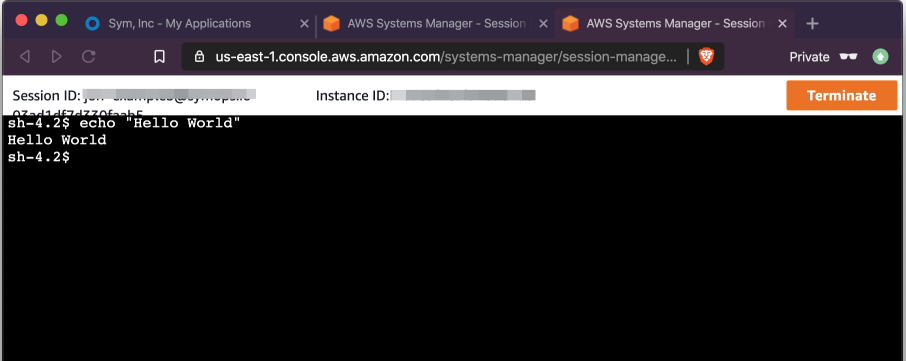 Sym, Inc - My Applications
AWS Systems Manager - Session
AWS Systems Manager - Session
us-east-1.console.aws.amazon.com/systems-manager/session-manage...
Private
Session ID:
Instance ID:
Terminate
sh-4.2$ echo "Hello World"
Hello World
sh-4.2$